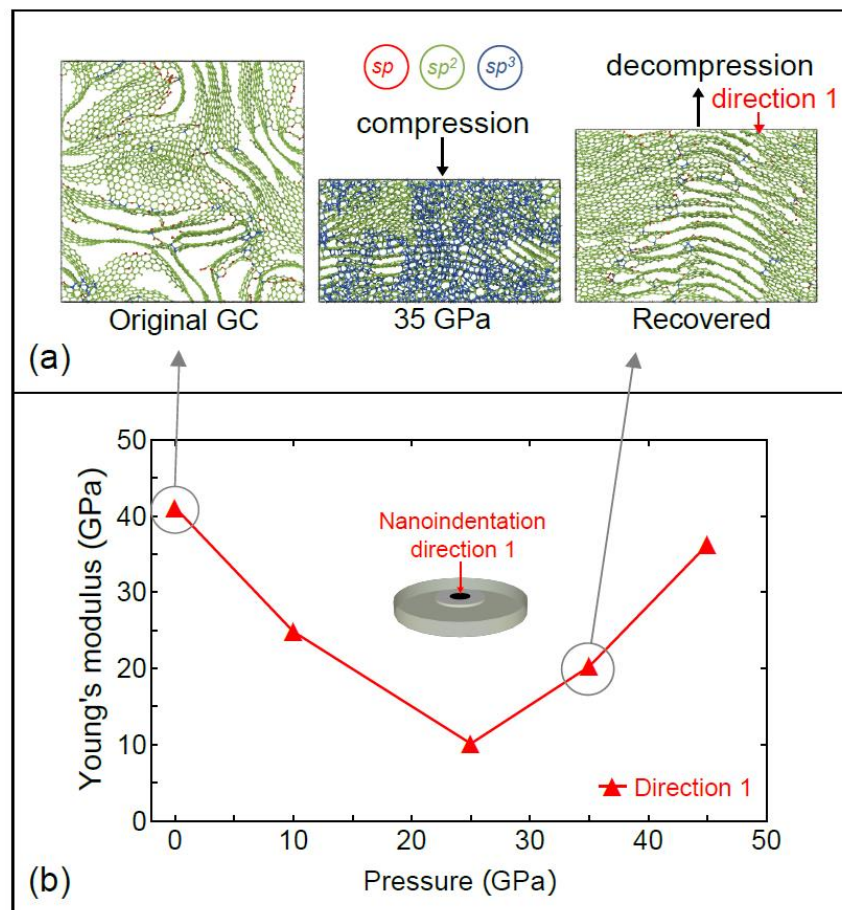 sp sp² sp³
compression
decompression
direction 1
Original GC
35 GPa
Recovered
(a)
50
40
30
20
10
0
Young's modulus (GPa)
Nanoindentation
direction 1
Direction 1
0 10 20 30 40 50
Pressure (GPa)
(b)